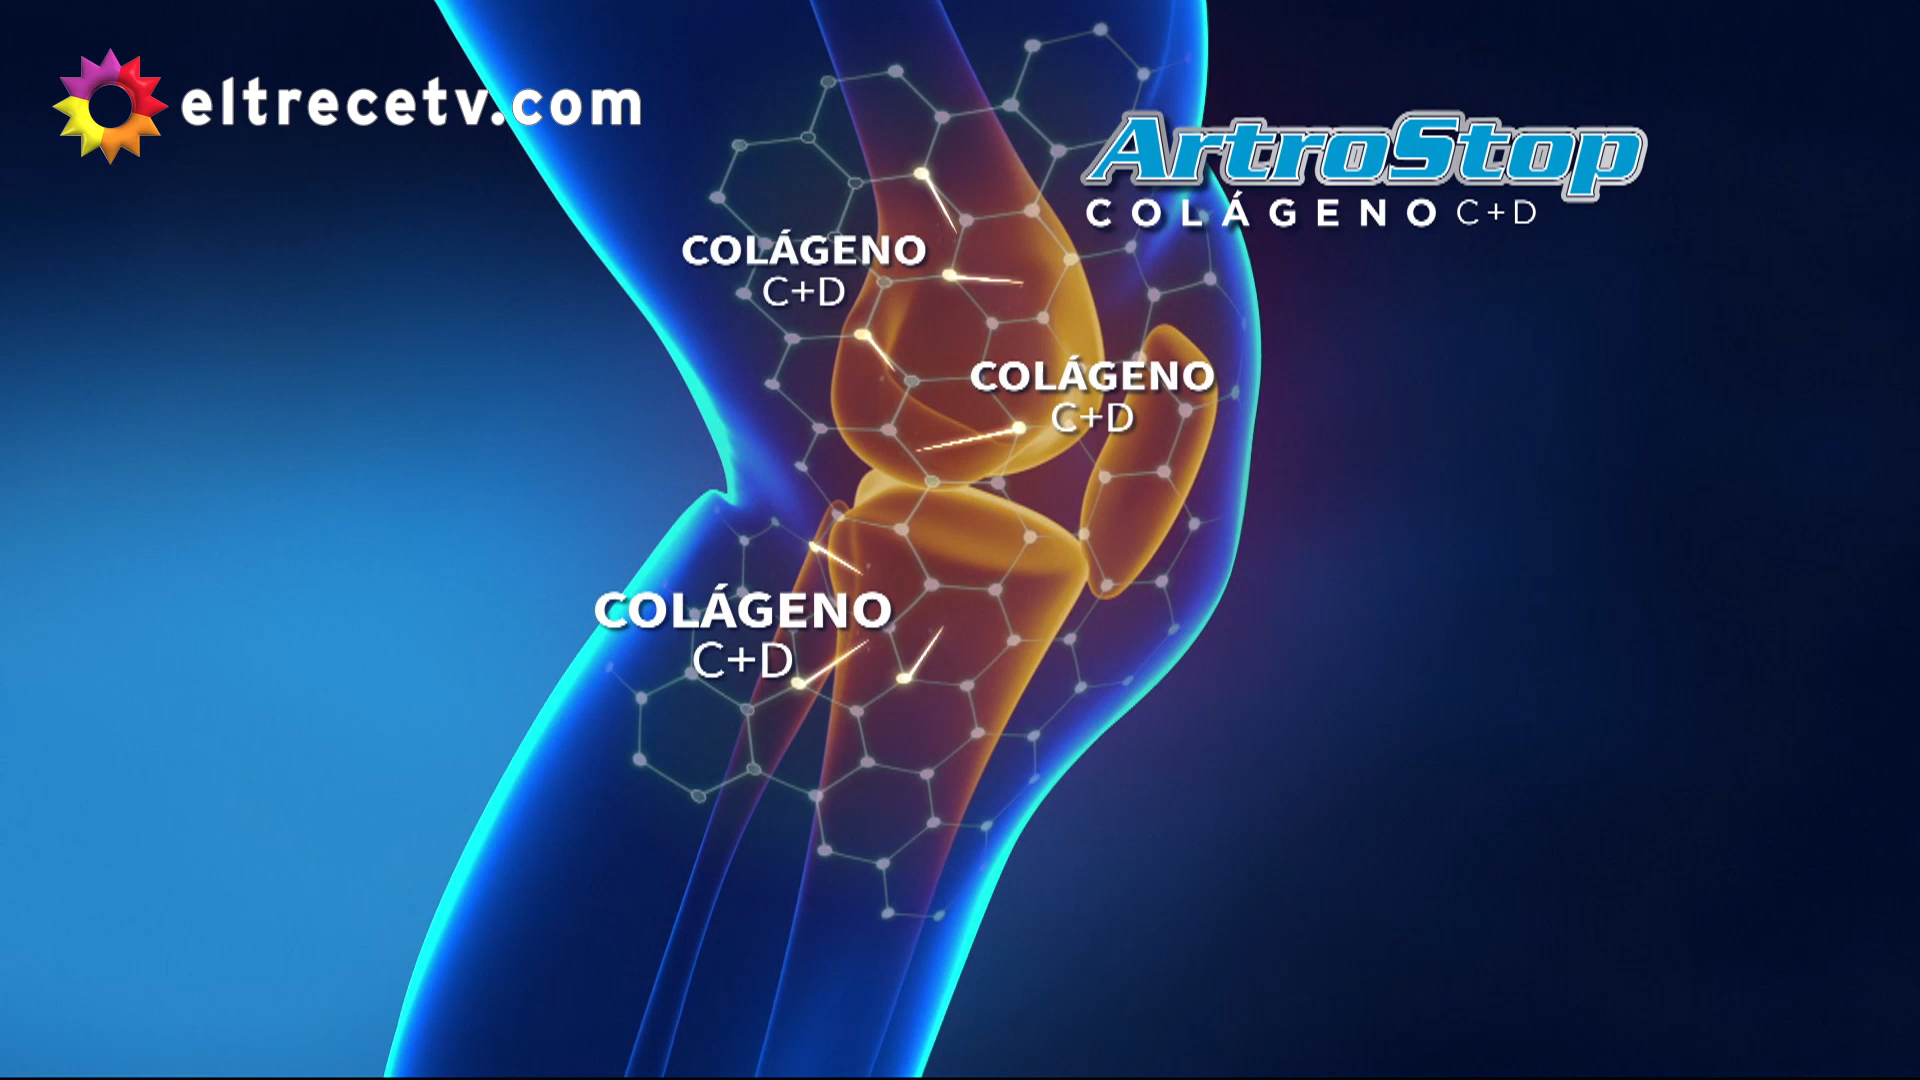 eltrecetv.com
ArtroStop
COLÁGENO C+D
COLÁGENO
C+D
COLÁGENO
C+D
COLÁGENO
C+D